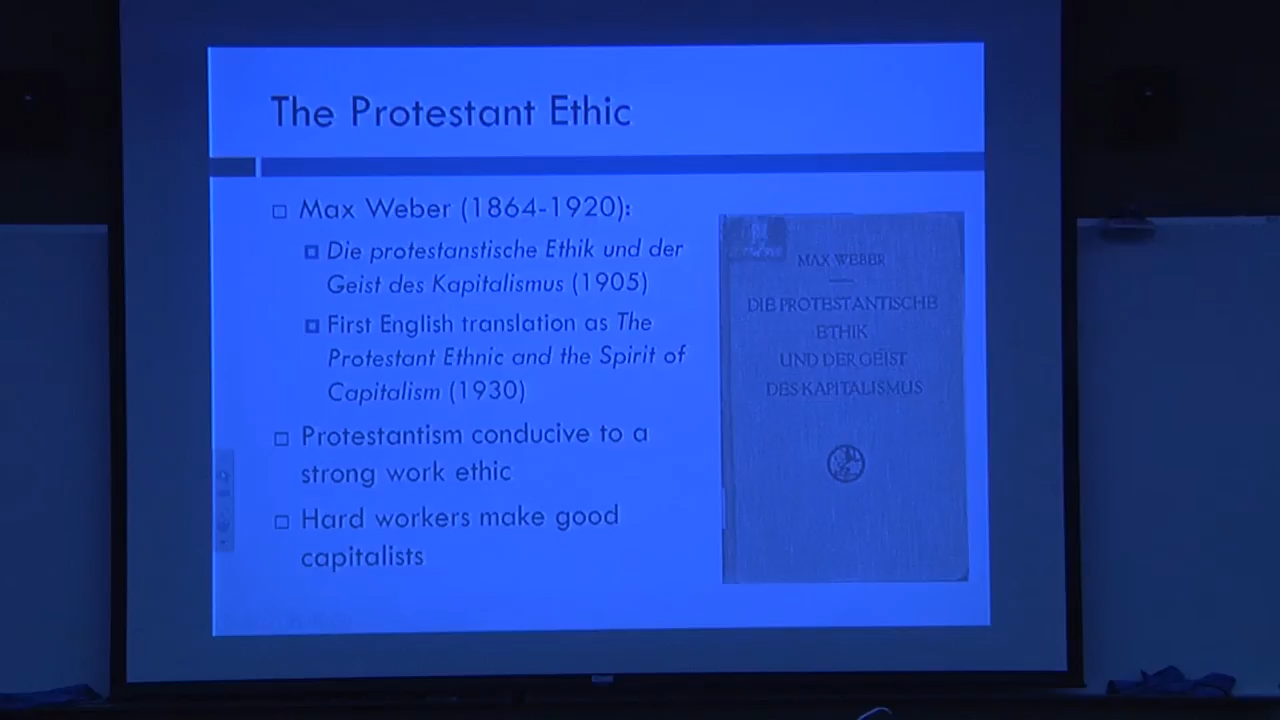 The Protestant Ethic
Max Weber (1864-1920):
Die protestanstische Ethik und der
Geist des Kapitalismus (1905)
First English translation as The
Protestant Ethnic and the Spirit of
Capitalism (1930)
Protestantism conducive to a
strong work ethic
Hard workers make good
capitalists
MAX WEBER
DIE PROTESTANTISCHE
ETHIK
UND DER GEIST
DES KAPITALISMUS